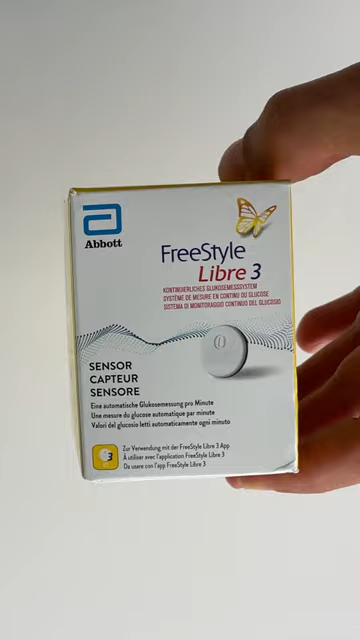 Abbott
FreeStyle
Libre 3
KONTINUIERLICHES GLUKOSEMESSSYSTEM
SYSTÈME DE MESURE EN CONTINU DU GLUCOSE
SISTEMA DI MONITORAGGIO CONTINUO DEL GLUCOSIO
SENSOR
CAPTEUR
SENSORE
Eine automatische Glukosemessung pro Minute
Une mesure du glucose automatique par minute
Valori del glucosio letti automaticamente ogni minuto
3
Zur Verwendung mit der FreeStyle Libre 3 App
À utiliser avec l'application FreeStyle Libre 3
Da usare con l'app FreeStyle Libre 3